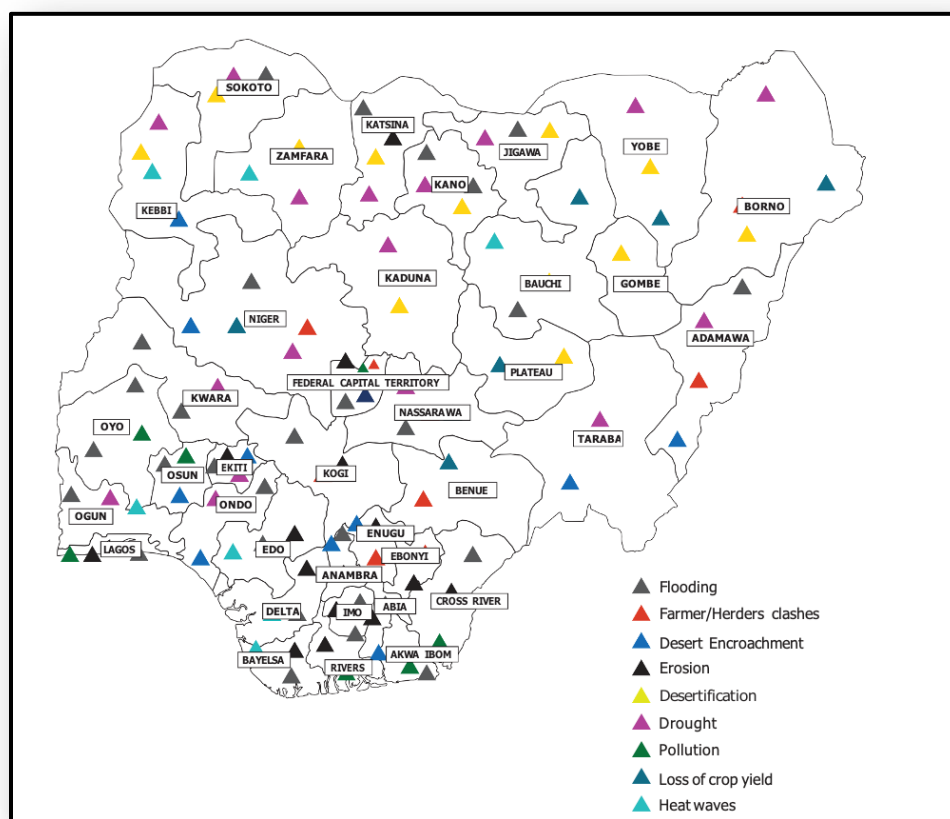 SOKOTO
KATSINA
JIGAWA
YOBE
ZAMFARA
KANO
KEBBI
BORNO
KADUNA
BAUCHI
GOMBE
NIGER
ADAMAWA
PLATEAU
FEDERAL CAPITAL TERRITORY
KWARA
NASSARAWA
OYO
TARABA
EKITI
OSUN
KOGI
BENUE
ONDO
OGUN
ENUGU
LAGOS
EDO
EBONYI
ANAMBRA
CROSS RIVER
DELTA
IMO
ABIA
BAYELSA
RIVERS
AKWA IBOM
Flooding
Farmer/Herders clashes
Desert Encroachment
Erosion
Desertification
Drought
Pollution
Loss of crop yield
Heat waves